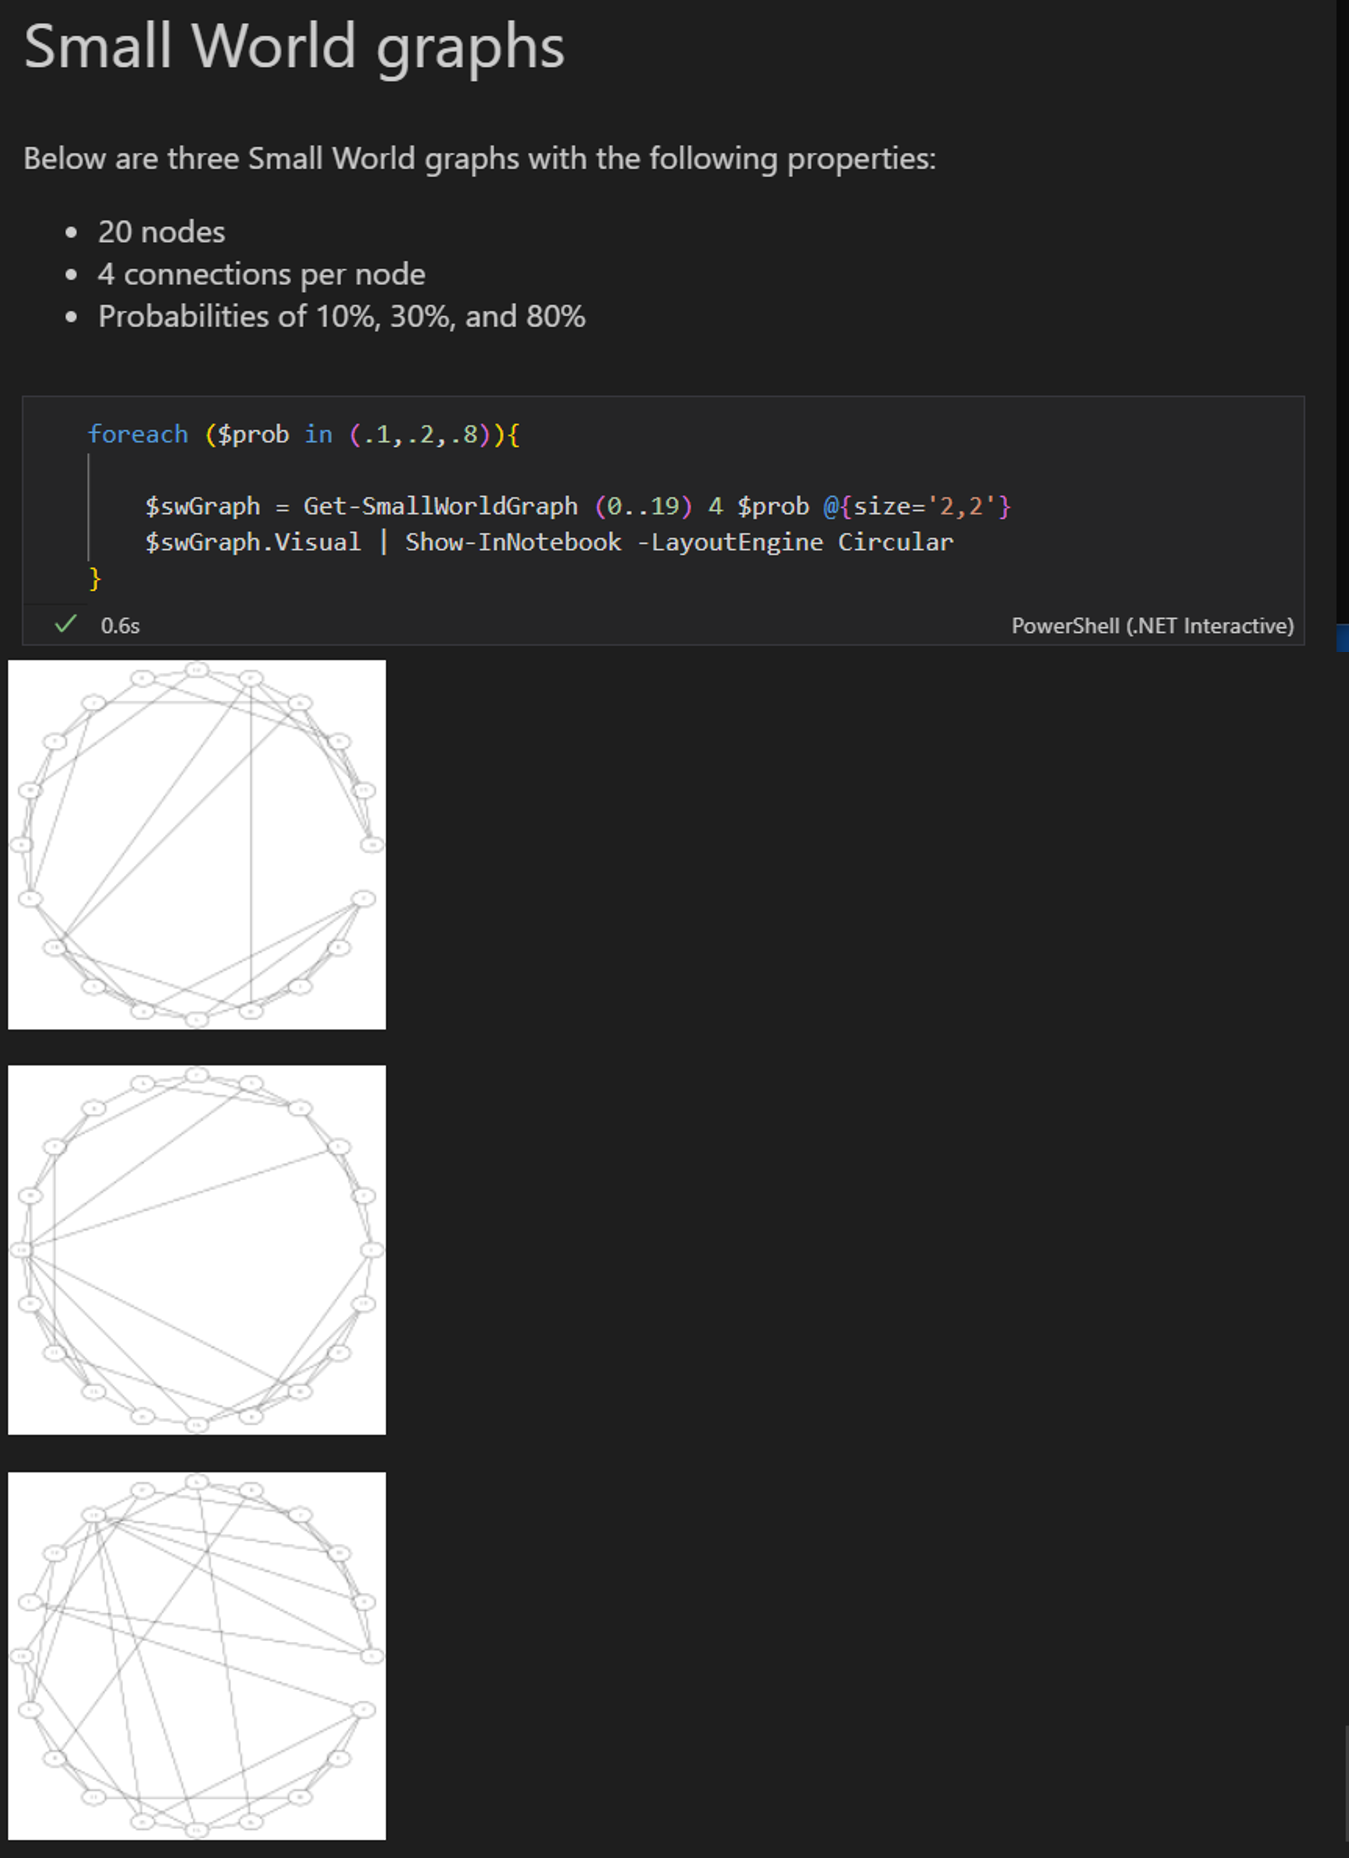 Small World graphs
Below are three Small World graphs with the following properties:
• 20 nodes
• 4 connections per node
• Probabilities of 10%, 30%, and 80%
foreach ($prob in (.1,.2,.8)){
$swGraph = Get-SmallWorldGraph (0..19) 4 $prob @{size='2,2'}
$swGraph.Visual | Show-InNotebook -LayoutEngine Circular
}
0.6s
PowerShell (.NET Interactive)